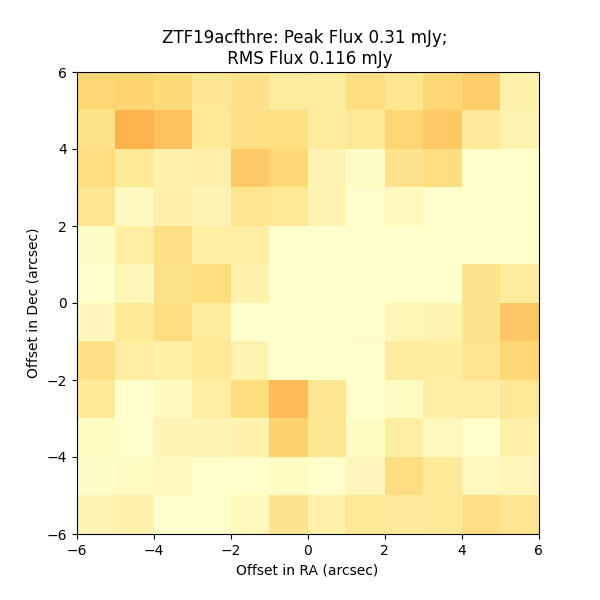 ZTF19acfthre: Peak Flux 0.31 mJy;
RMS Flux 0.116 mJy
6
4
2
0
−2
−4
−6
Offset in Dec (arcsec)
−6 −4 −2 0 2 4 6
Offset in RA (arcsec)